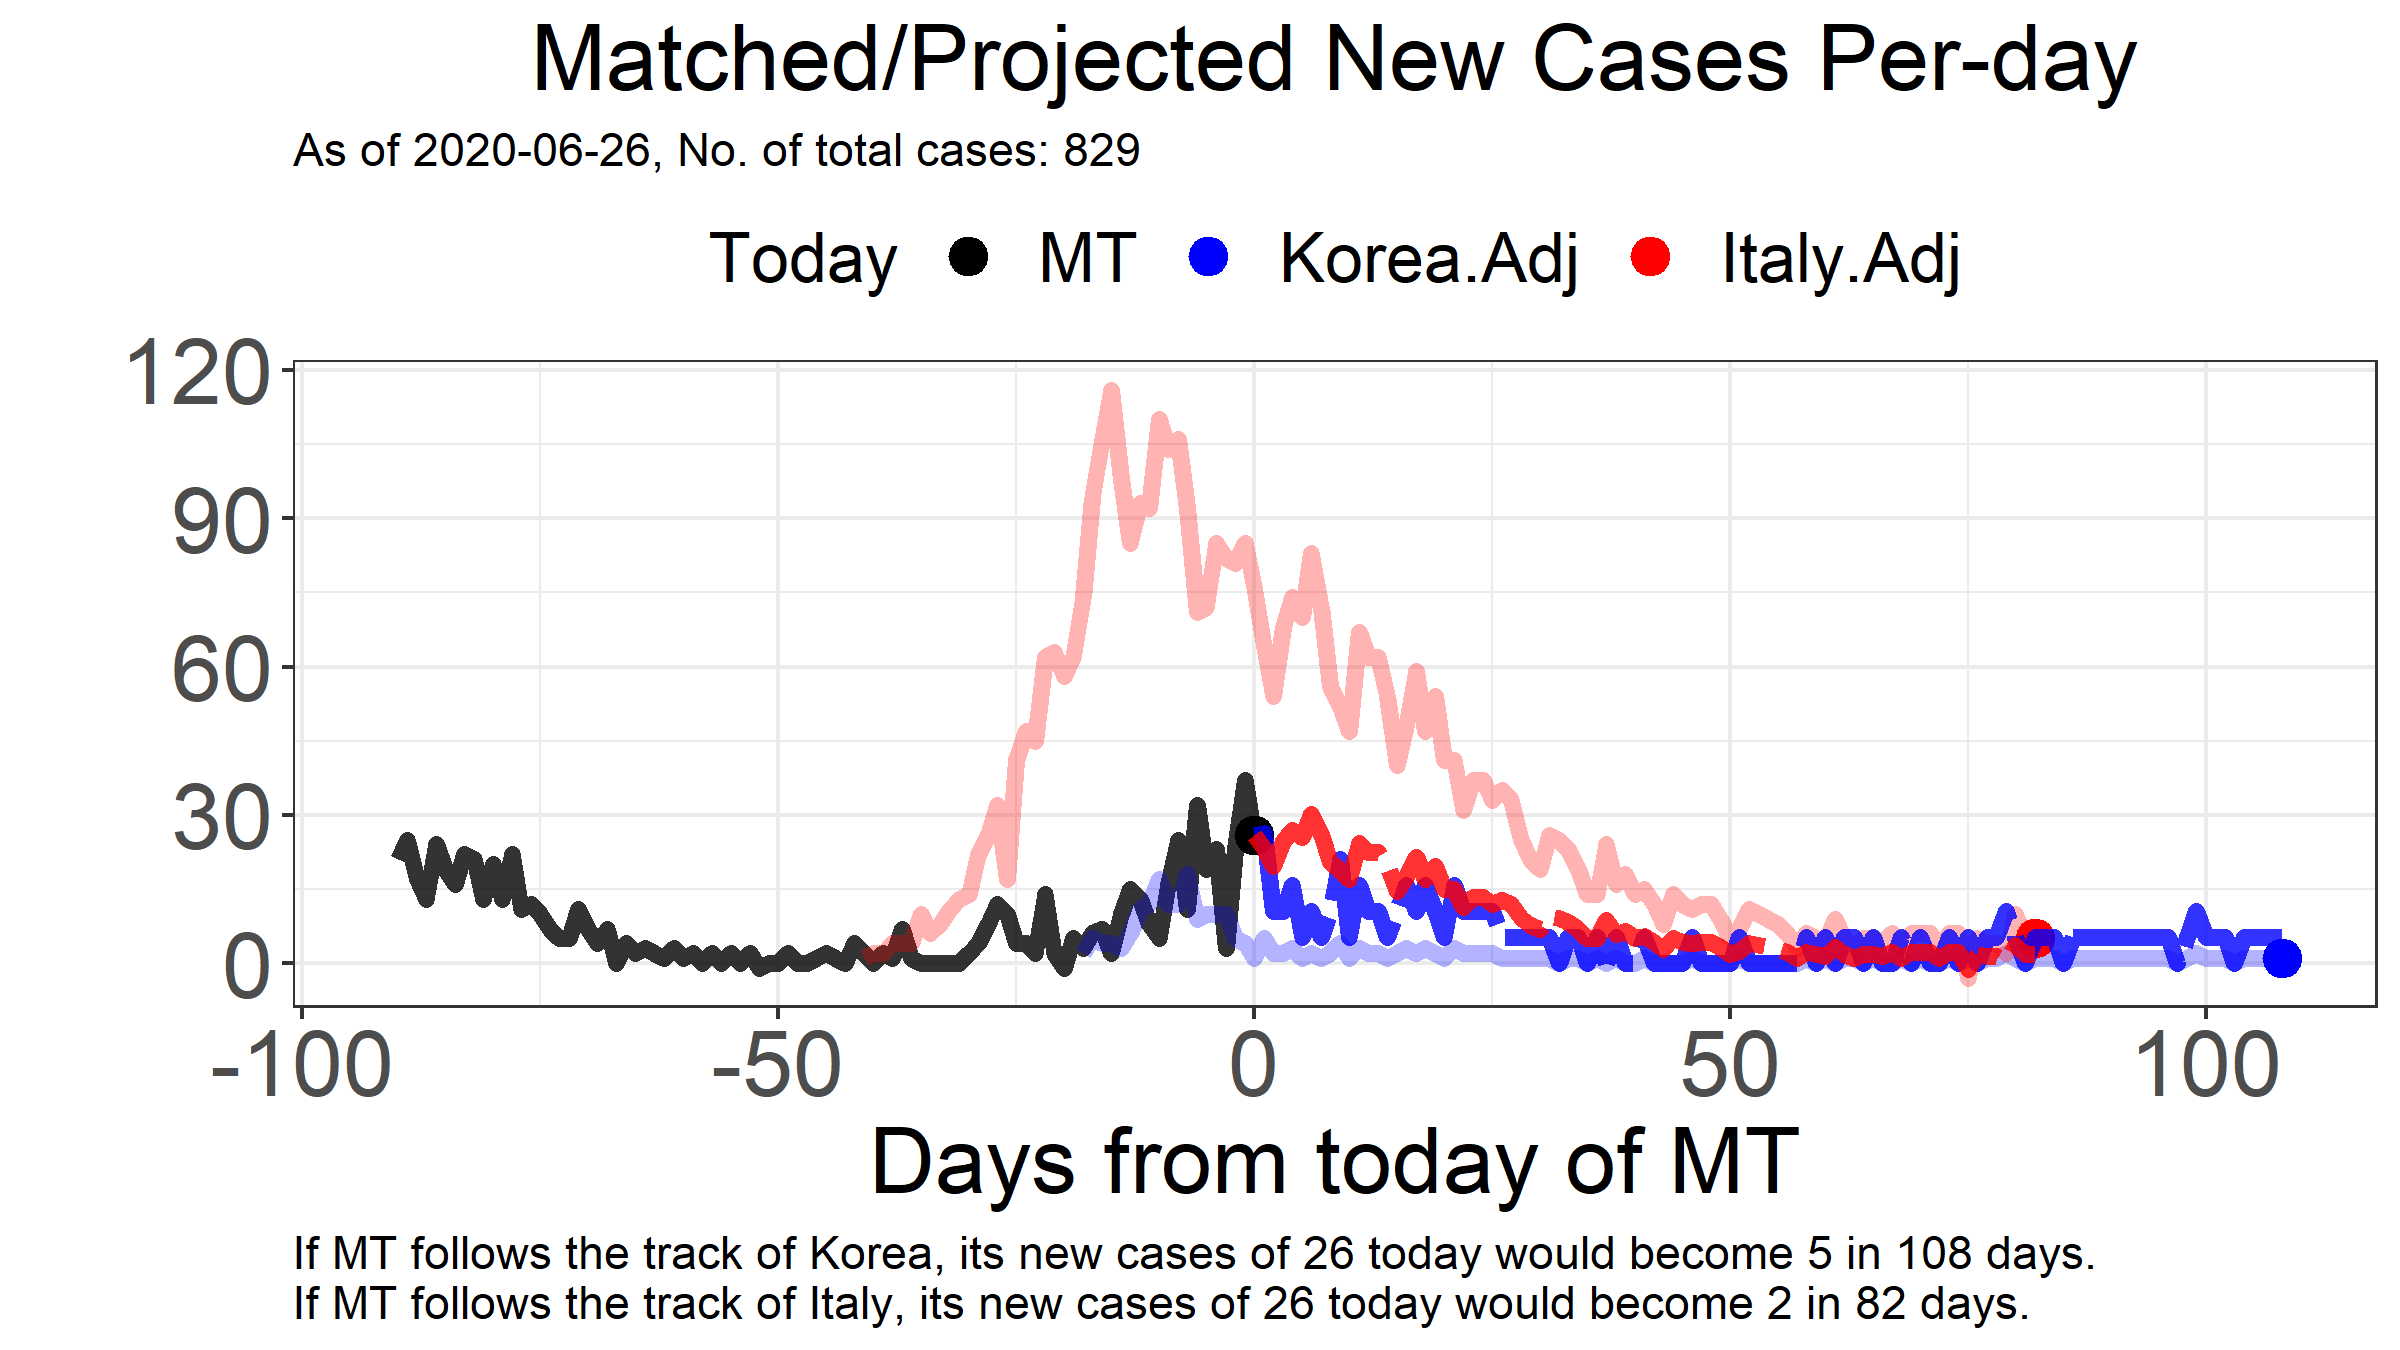 Matched/Projected New Cases Per-day
As of 2020-06-26, No. of total cases: 829
Today MT Korea.Adj Italy.Adj
120
90
60
30
0
-100 -50 0 50 100
Days from today of MT
If MT follows the track of Korea, its new cases of 26 today would become 5 in 108 days.
If MT follows the track of Italy, its new cases of 26 today would become 2 in 82 days.